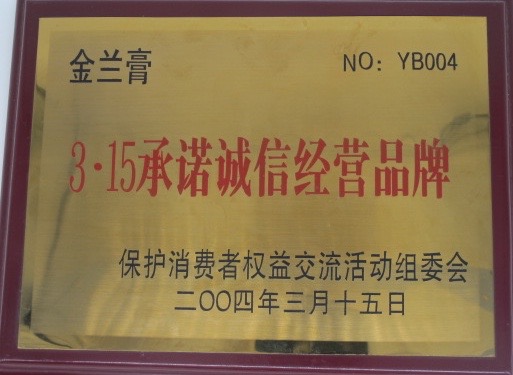 金兰膏
NO: YB004
3·15承诺诚信经营品牌
保护消费者权益交流活动组委会
二〇〇四年三月十五日